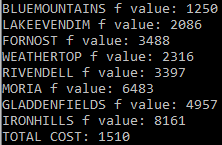 BLUEMOUNTAINS f value: 1250
LAKEEVENDIM f value: 2086
FORNOST f value: 3488
WEATHERTOP f value: 2316
RIVENDELL f value: 3397
MORIA f value: 6483
GLADDENFIELDS f value: 4957
IRONHILLS f value: 8161
TOTAL COST: 1510